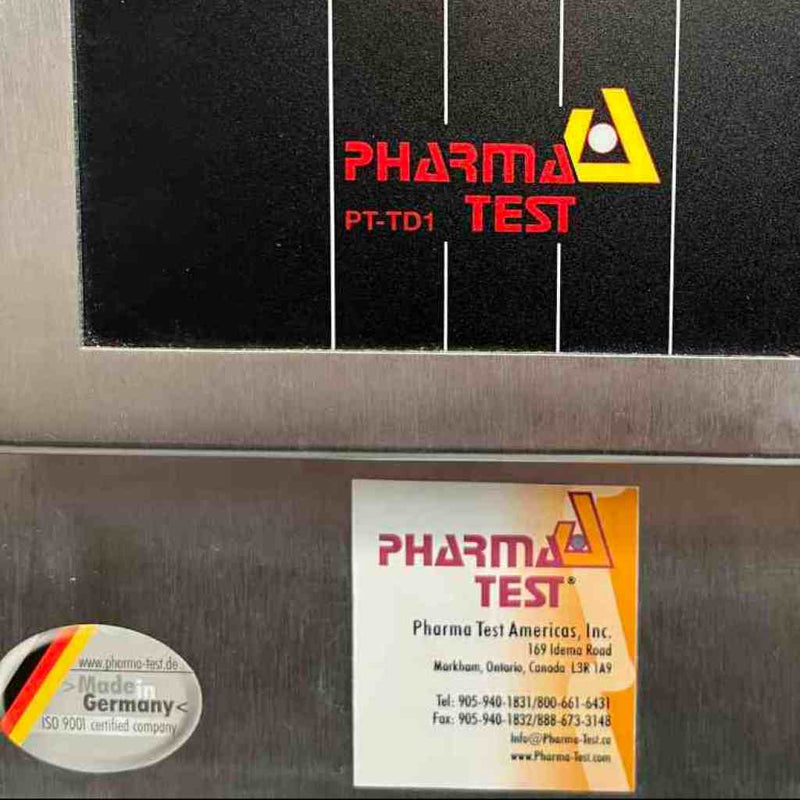 PHARMA
PT-TD1 TEST
PHARMA
TEST®
Pharma Test Americas, Inc.
169 Idema Road
Markham, Ontario, Canada L3R 1A9
Tel: 905-940-1831/800-661-6431
Fax: 905-940-1832/888-673-3148
Info@Pharma-Test.ca
www.Pharma-Test.com
www.pharma-test.de
>Made in
Germany<
ISO 9001 certified company